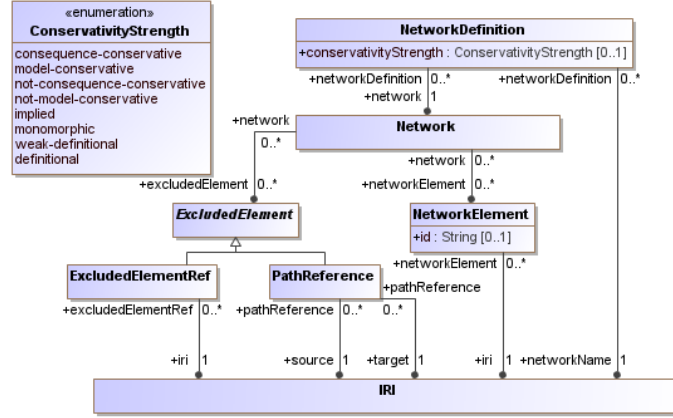 «enumeration»
ConservativityStrength
consequence-conservative
model-conservative
not-consequence-conservative
not-model-conservative
implied
monomorphic
weak-definitional
definitional
NetworkDefinition
+conservativityStrength : ConservativityStrength [0..1]
+networkDefinition 0..*
+networkDefinition 0..*
+network 1
Network
+network
0..*
+network 0..*
+excludedElement 0..*
+networkElement 0..*
ExcludedElement
NetworkElement
+id : String [0..1]
+networkElement 0..*
ExcludedElementRef
PathReference
+pathReference
+excludedElementRef 0..*
+pathReference 0..*
0..*
+iri 1
+source 1
+target 1
+iri 1
+networkName 1
IRI